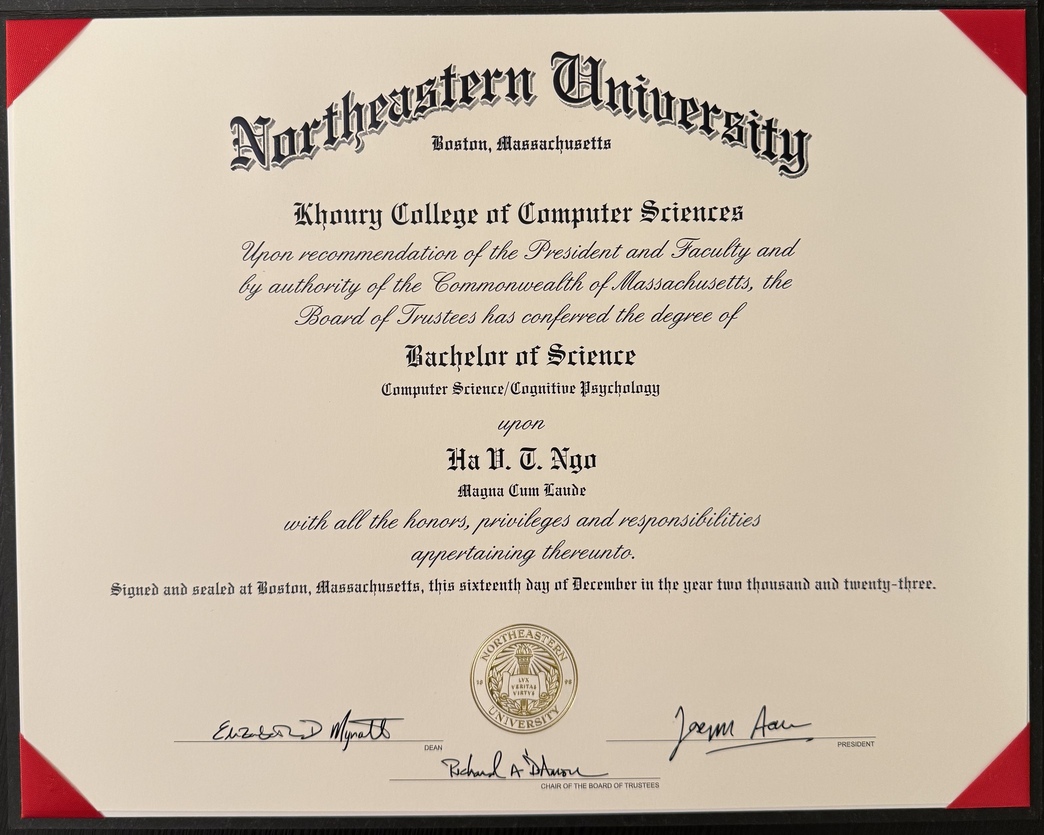 Northeastern University
Boston, Massachusetts
Khoury College of Computer Sciences
Upon recommendation of the President and Faculty and
by authority of the Commonwealth of Massachusetts, the
Board of Trustees has conferred the degree of
Bachelor of Science
Computer Science/Cognitive Psychology
upon
Ha V. T. Ngo
Magna Cum Laude
with all the honors, privileges and responsibilities
appertaining thereunto.
Signed and sealed at Boston, Massachusetts, this sixteenth day of December in the year two thousand and twenty-three.
NORTHEASTERN
LVX
VERITAS
VIRTVS
18 98
UNIVERSITY
Elizabeth D Mynatt
DEAN
Joseph Aoun
PRESIDENT
Richard A D'Amore
CHAIR OF THE BOARD OF TRUSTEES